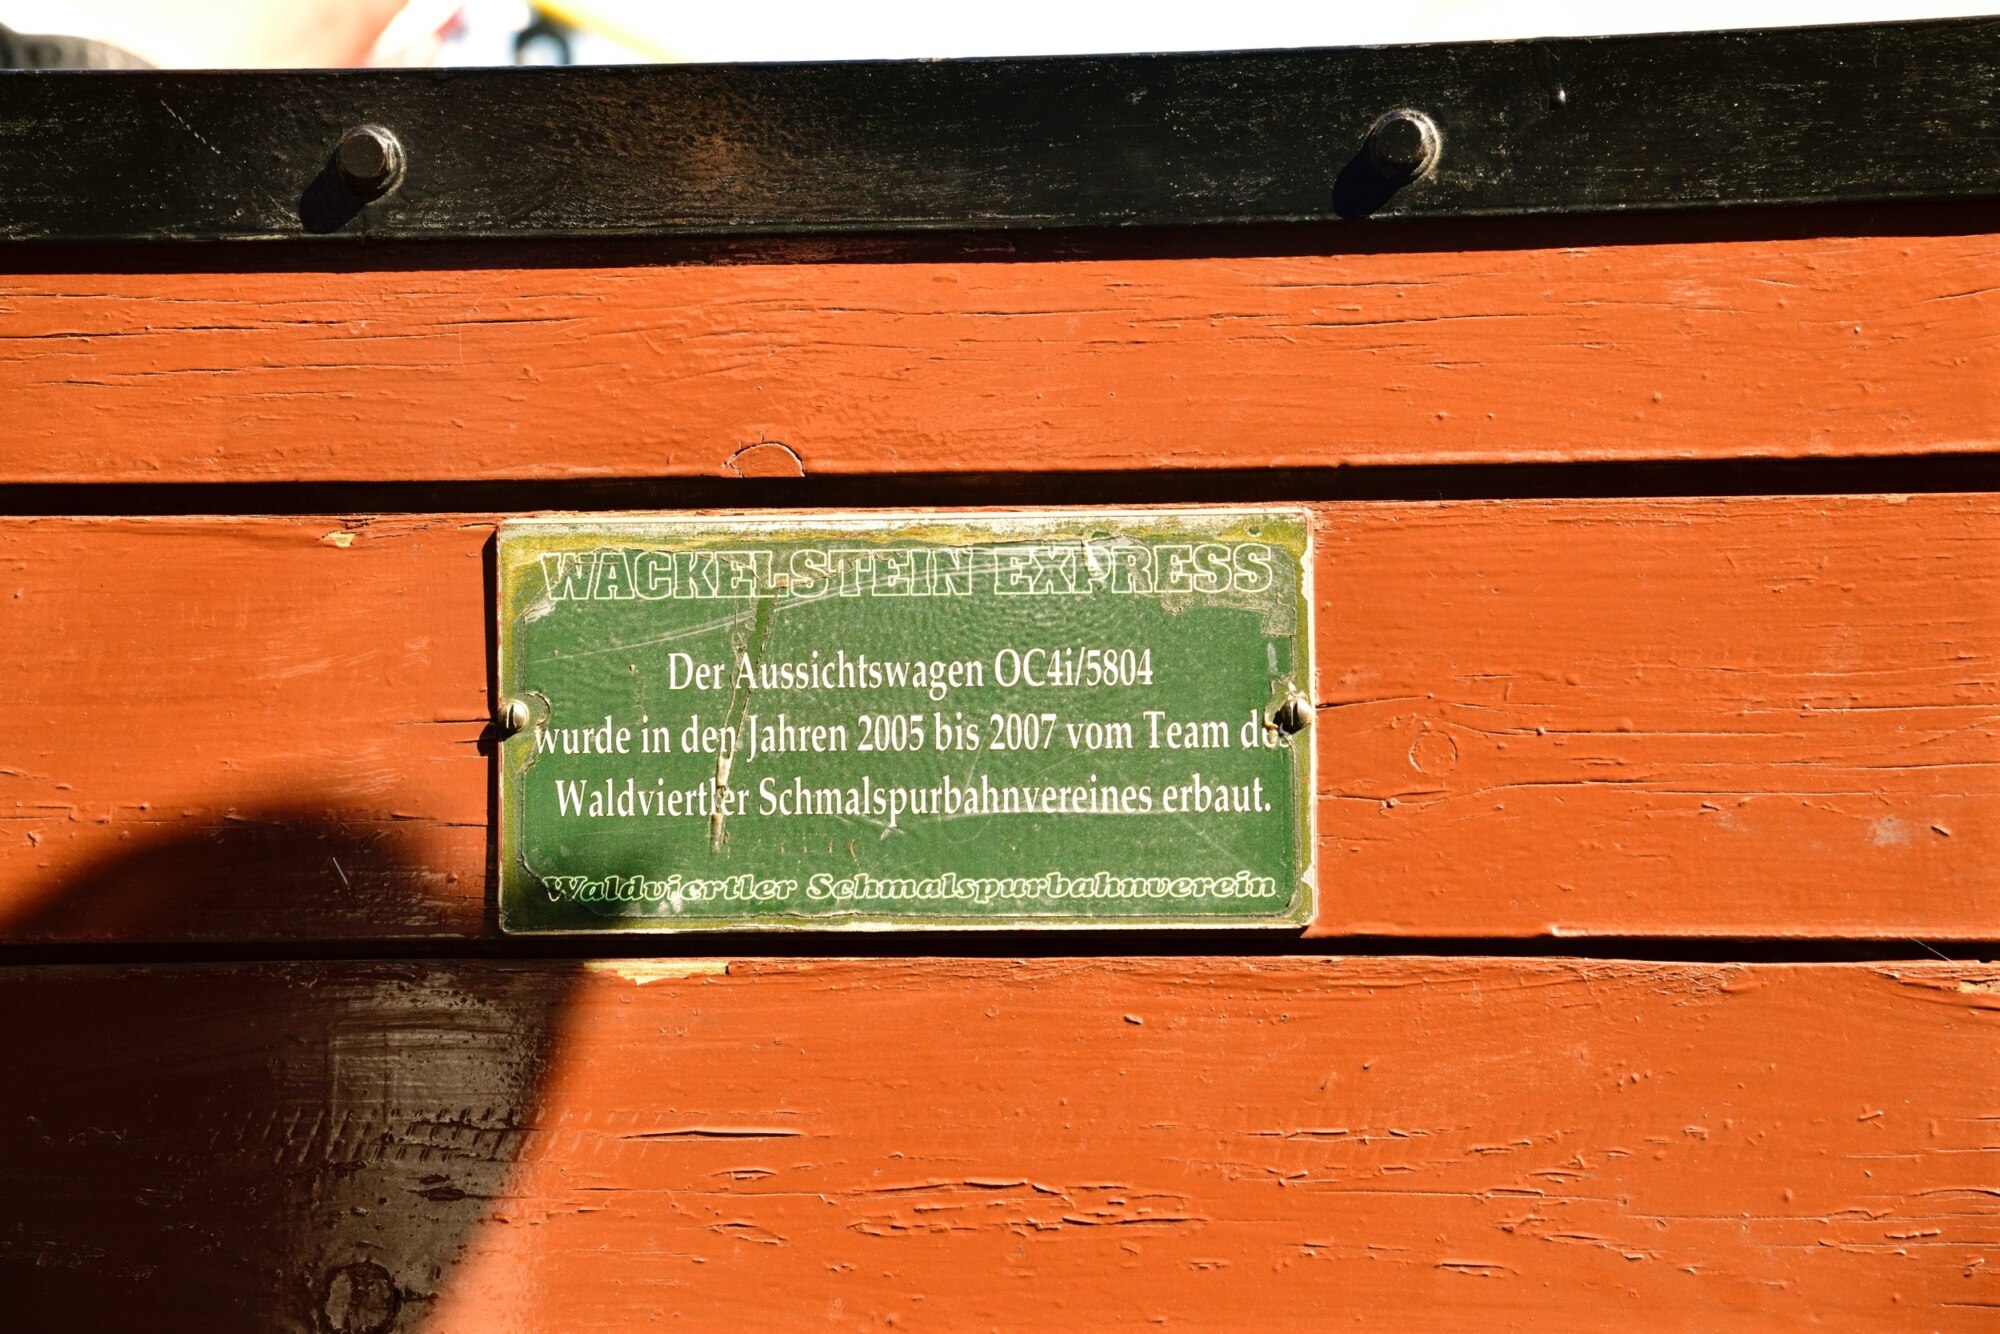 WACKELSTEIN EXPRESS
Der Aussichtswagen OC4i/5804
wurde in den Jahren 2005 bis 2007 vom Team des
Waldviertler Schmalspurbahnvereines erbaut.
Waldviertler Schmalspurbahnverein